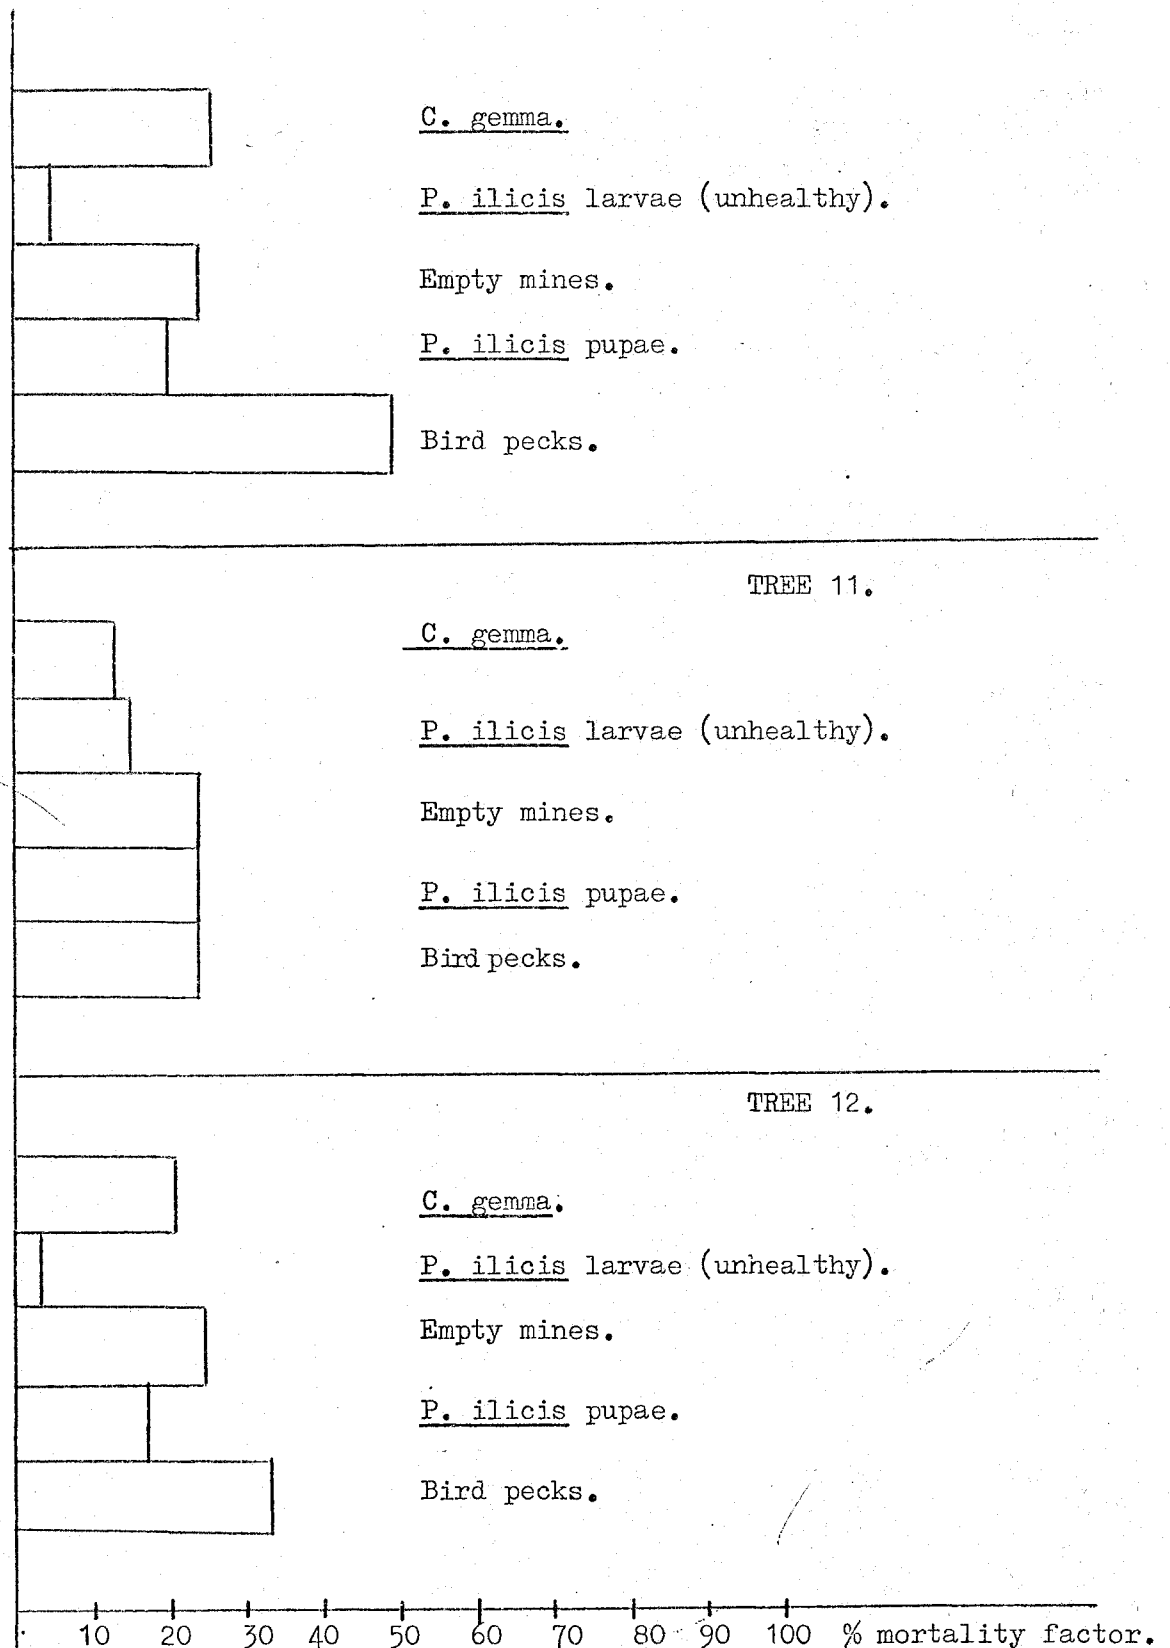 C. gemma.
P. ilicis larvae (unhealthy).
Empty mines.
P. ilicis pupae.
Bird pecks.
TREE 11.
C. gemma.
P. ilicis larvae (unhealthy).
Empty mines.
P. ilicis pupae.
Bird pecks.
TREE 12.
C. gemma.
P. ilicis larvae (unhealthy).
Empty mines.
P. ilicis pupae.
Bird pecks.
10 20 30 40 50 60 70 80 90 100 % mortality factor.